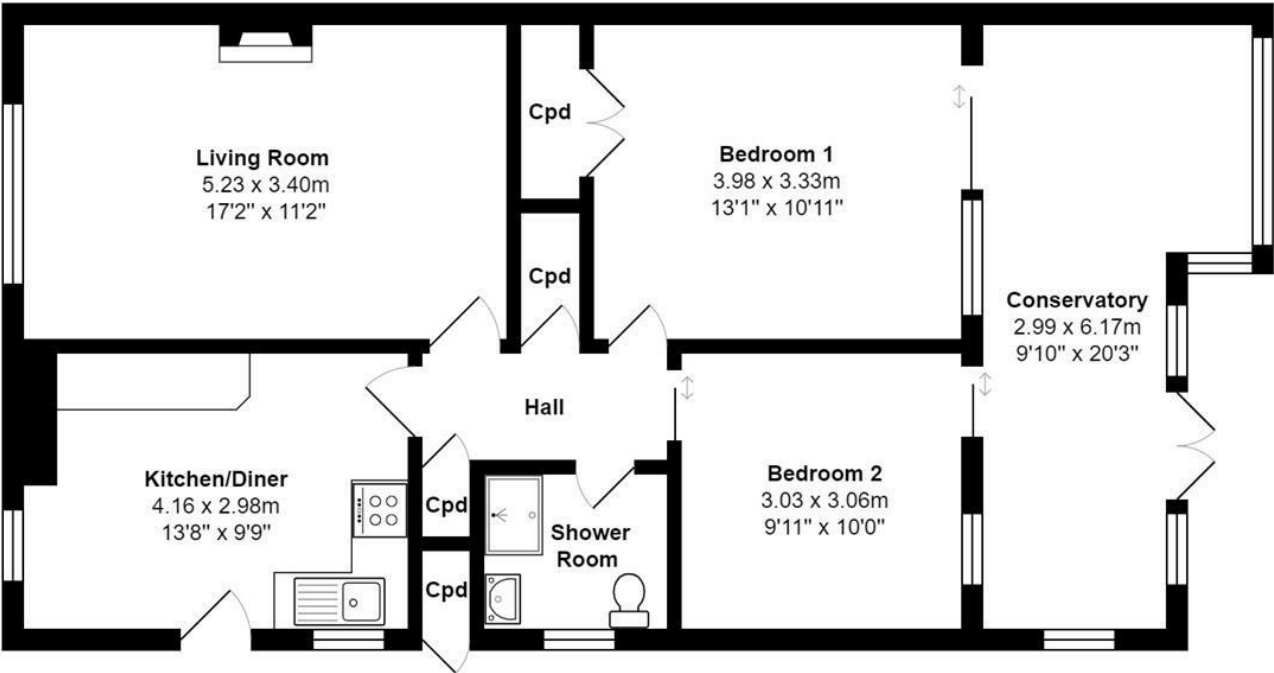 Living Room
5.23 x 3.40m
17'2" x 11'2"
Cpd
Bedroom 1
3.98 x 3.33m
13'1" x 10'11"
Cpd
Conservatory
2.99 x 6.17m
9'10" x 20'3"
Hall
Kitchen/Diner
4.16 x 2.98m
13'8" x 9'9"
Cpd
Shower
Room
Bedroom 2
3.03 x 3.06m
9'11" x 10'0"
Cpd